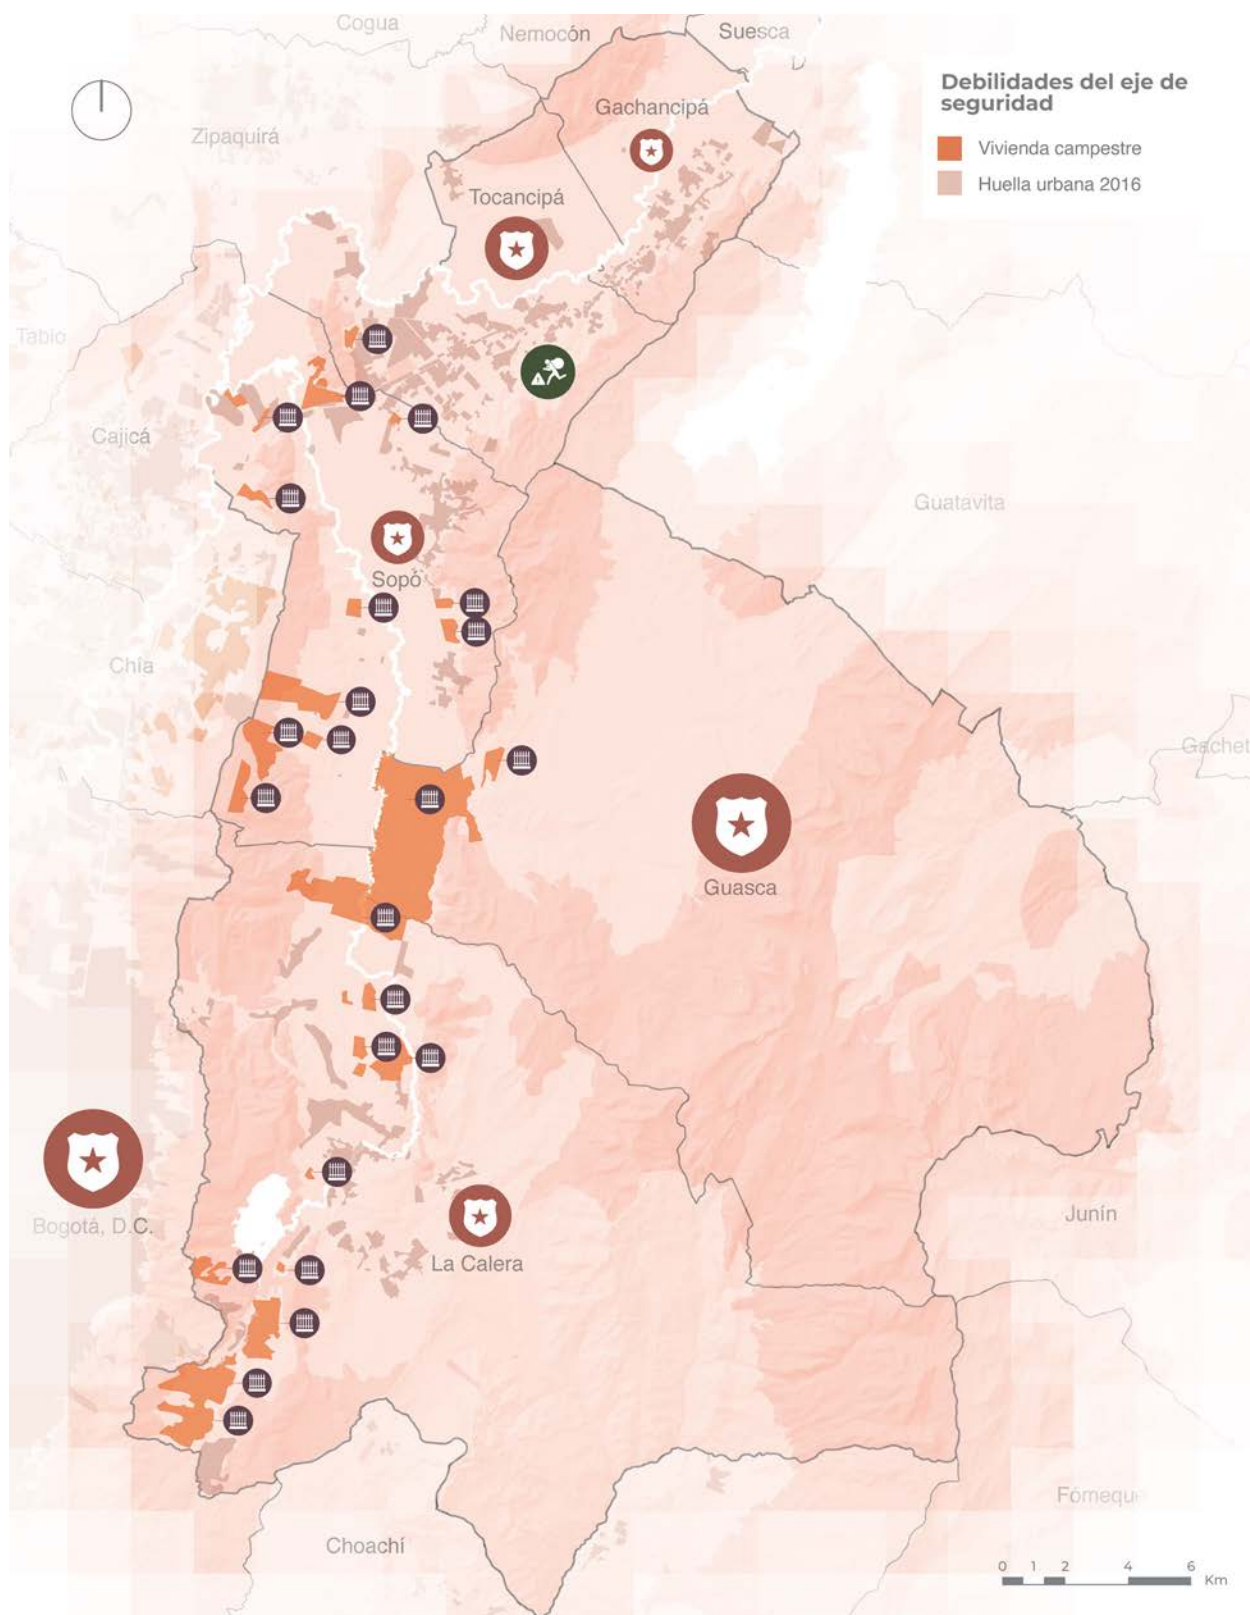 Cogua
Nemocón
Suesca
Debilidades del eje de
seguridad
Vivienda campestre
Huella urbana 2016
Gachancipá
Zipaquirá
Tocancipá
Tabio
Cajicá
Guatavita
Sopó
Chía
Gachet
Guasca
Bogotá, D.C.
Junín
La Calera
Fómequ
Choachí
0 1 2 4 6
Km